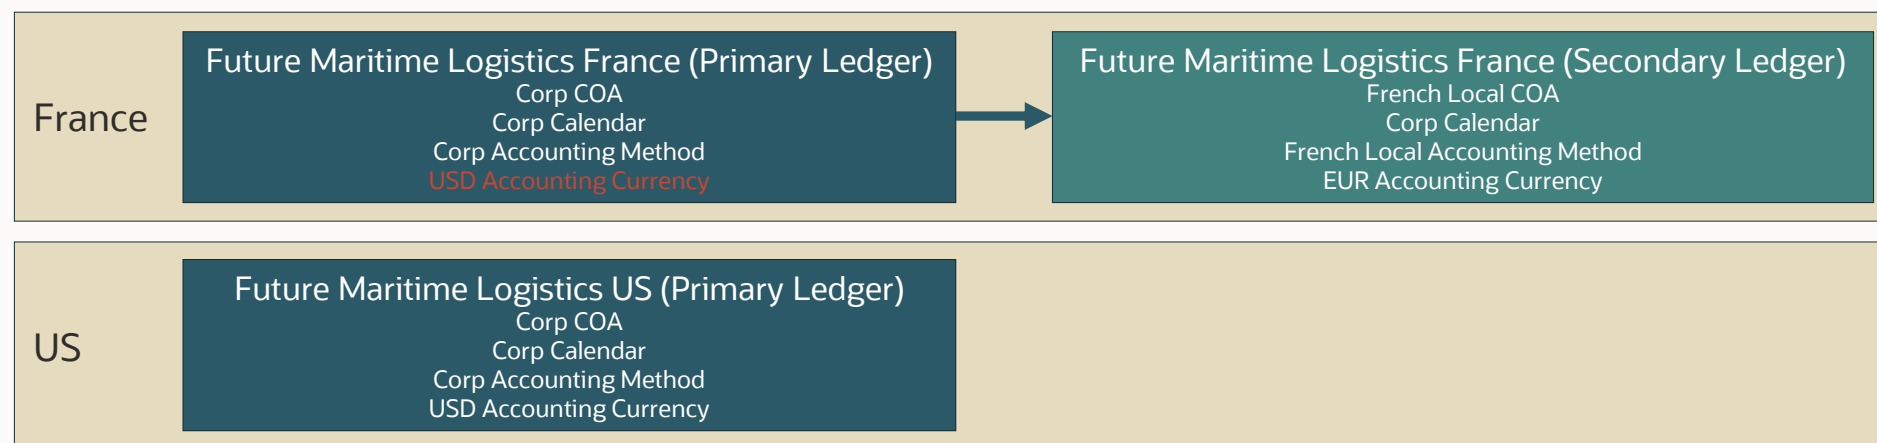 France
Future Maritime Logistics France (Primary Ledger)
Corp COA
Corp Calendar
Corp Accounting Method
USD Accounting Currency
Future Maritime Logistics France (Secondary Ledger)
French Local COA
Corp Calendar
French Local Accounting Method
EUR Accounting Currency
US
Future Maritime Logistics US (Primary Ledger)
Corp COA
Corp Calendar
Corp Accounting Method
USD Accounting Currency